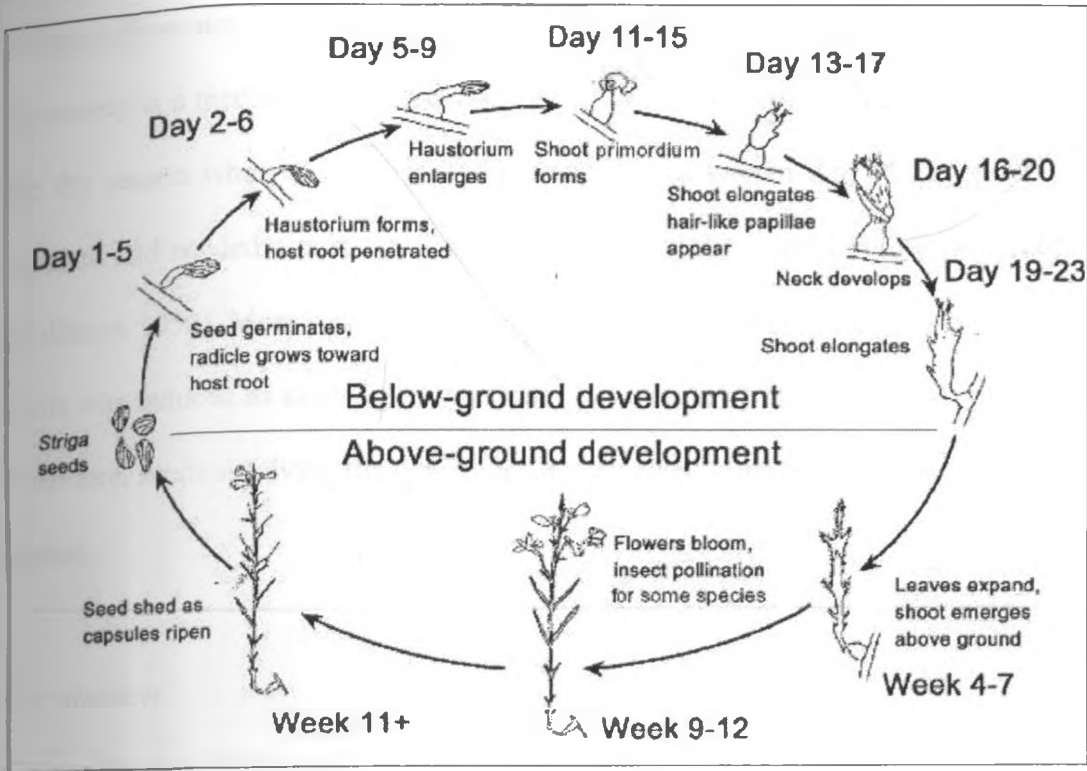 Day 1-5
Seed germinates,
radicle grows toward
host root
Day 2-6
Haustorium forms,
host root penetrated
Day 5-9
Haustorium
enlarges
Day 11-15
Shoot primordium
forms
Day 13-17
Shoot elongates
hair-like papillae
appear
Day 16-20
Neck develops
Day 19-23
Shoot elongates
Below-ground development
Above-ground development
Leaves expand,
shoot emerges
above ground
Week 4-7
Flowers bloom,
insect pollination
for some species
Week 9-12
Seed shed as
capsules ripen
Week 11+
Striga
seeds